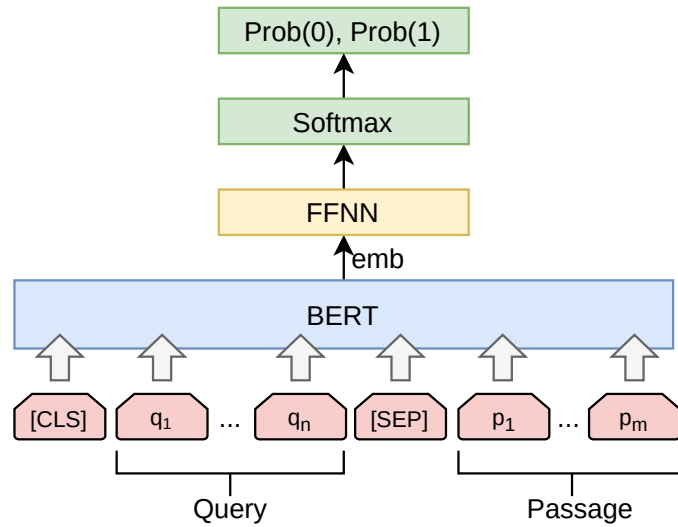 Prob(0), Prob(1)
Softmax
FFNN
emb
BERT
[CLS] q1 ... qn [SEP] p1 ... pm
Query Passage